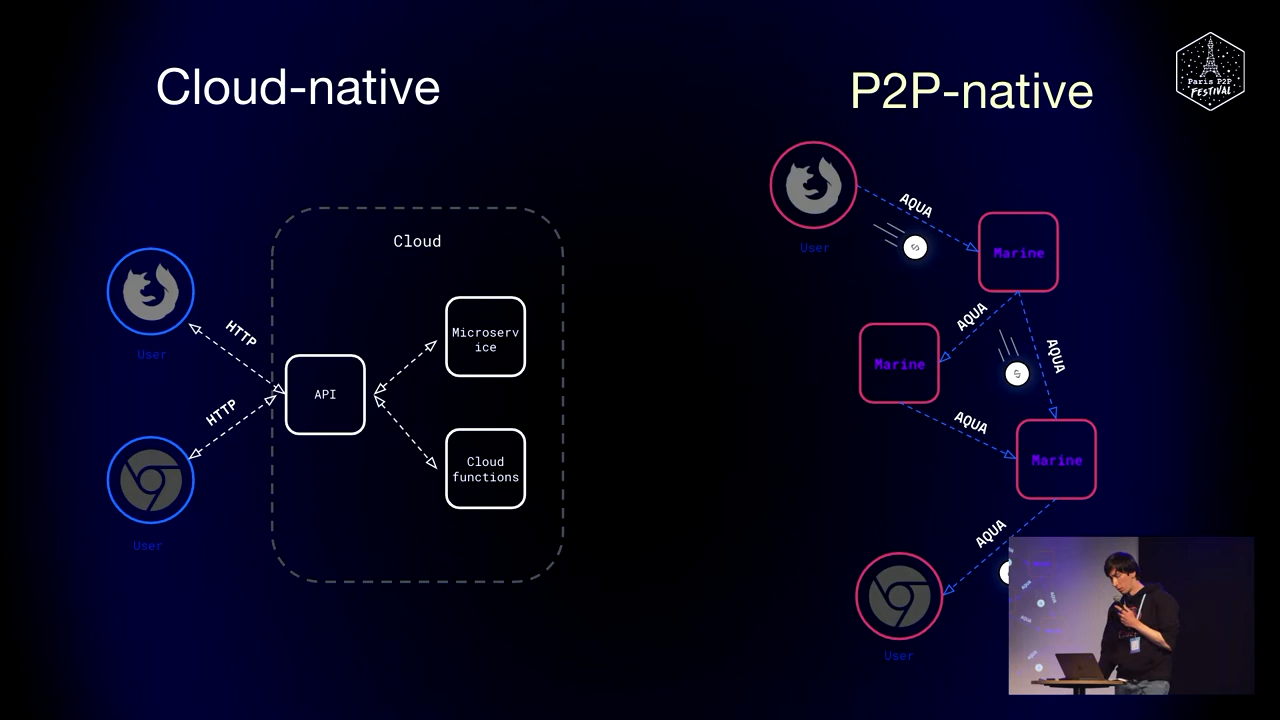 Cloud-native
P2P-native
Paris P2P
FESTIVAL
Cloud
User
HTTP
User
HTTP
API
Microserv
ice
Cloud
functions
User
AQUA
Marine
AQUA
AQUA
Marine
AQUA
Marine
AQUA
User